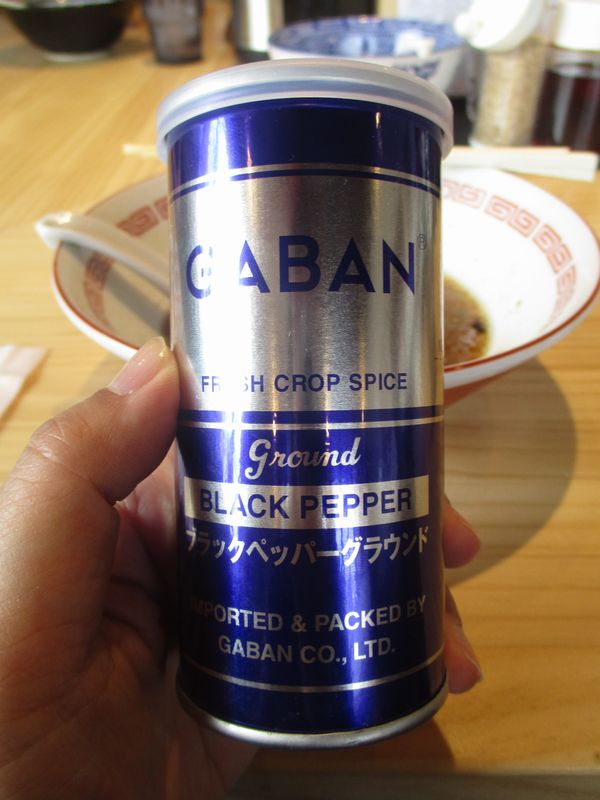 GABAN®
FRESH CROP SPICE
Ground
BLACK PEPPER
ブラックペッパーグラウンド
IMPORTED & PACKED BY
GABAN CO., LTD.